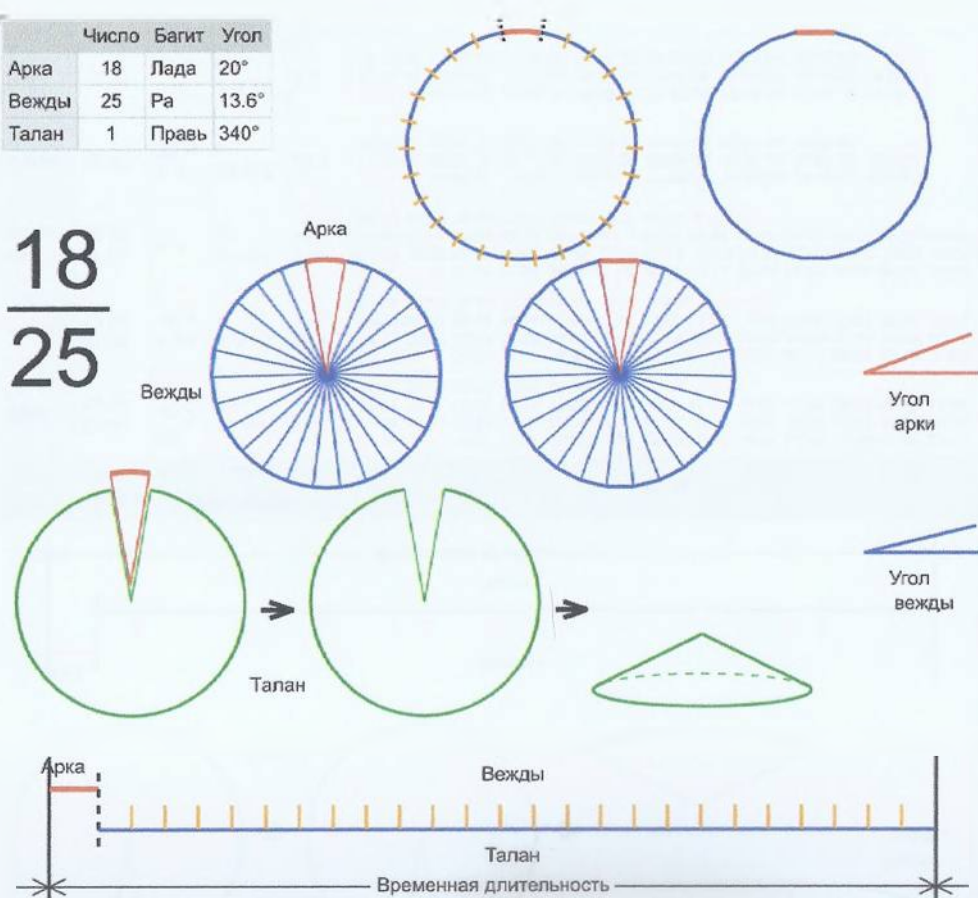 Число Багит Угол
Арка 18 Лада 20°
Вежды 25 Ра 13.6°
Талан 1 Правь 340°
18
25
Арка
Вежды
Угол
арки
Угол
вежды
Талан
Арка
Вежды
Талан
Временная длительность